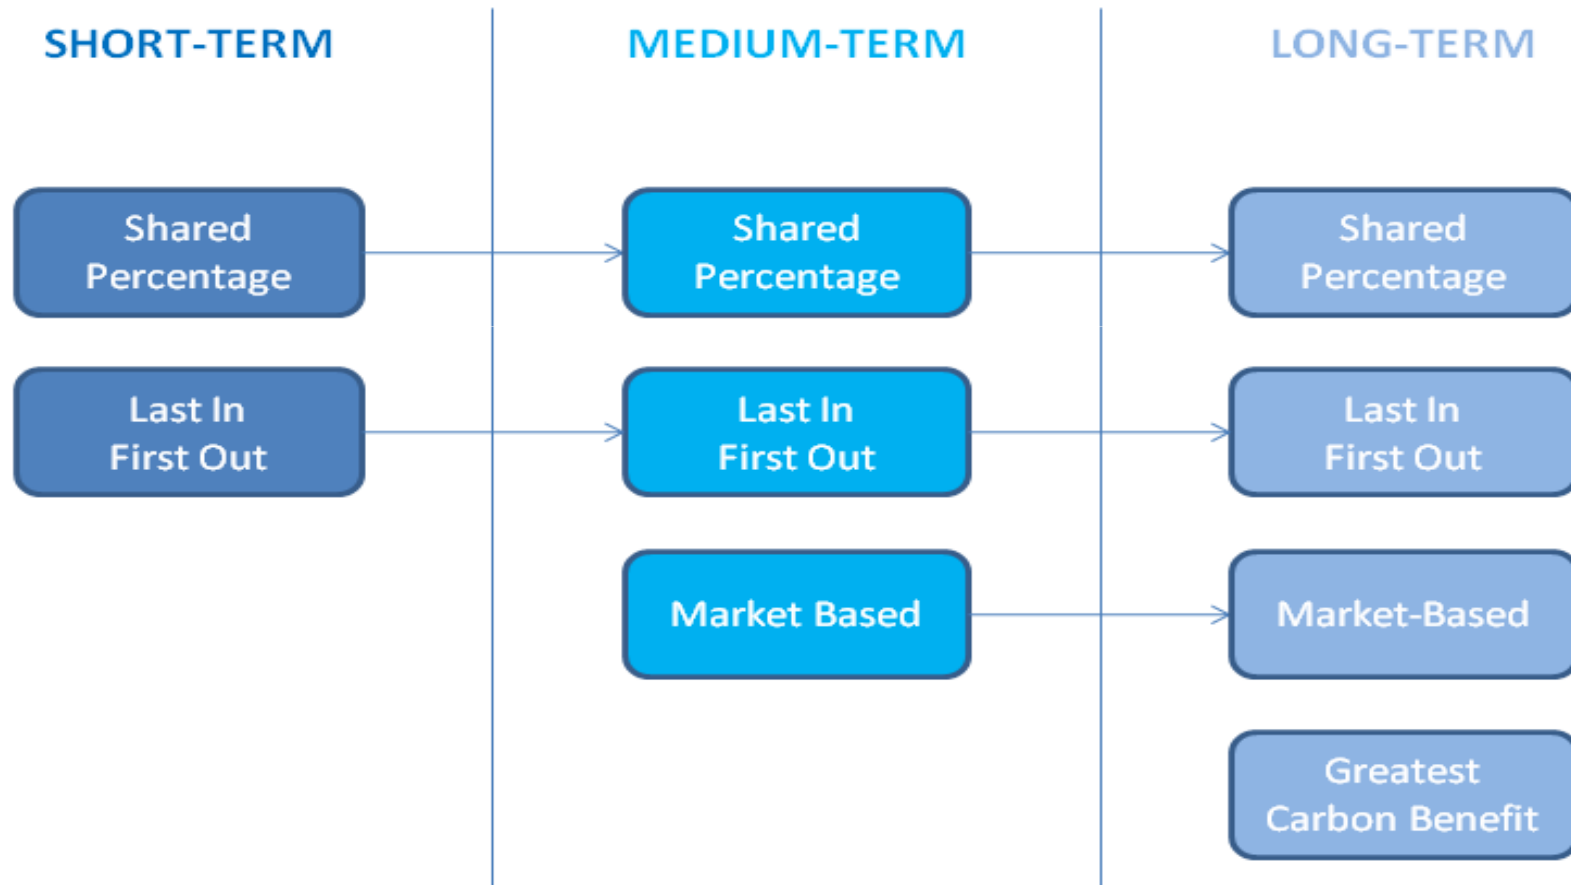 SHORT-TERM
MEDIUM-TERM
LONG-TERM
Shared
Percentage
Shared
Percentage
Shared
Percentage
Last In
First Out
Last In
First Out
Last In
First Out
Market Based
Market-Based
Greatest
Carbon Benefit